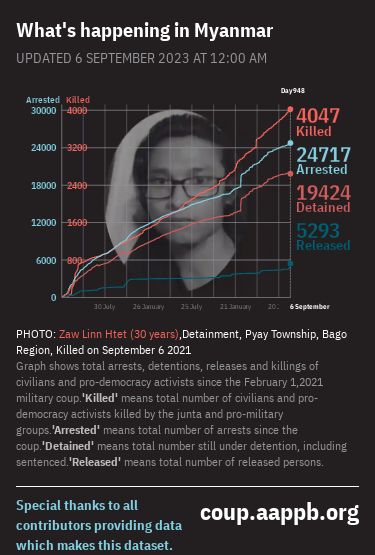 What's happening in Myanmar
UPDATED 6 SEPTEMBER 2023 AT 12:00 AM
Day948
Arrested Killed
30000 4000
24000 3200
18000 2400
12000 1600
6000 800
0
4047
Killed
24717
Arrested
19424
Detained
5293
Released
30 July 26 January 25 July 21 January 20... 6 September
PHOTO: Zaw Linn Htet (30 years),Detainment, Pyay Township, Bago
Region, Killed on September 6 2021
Graph shows total arrests, detentions, releases and killings of
civilians and pro-democracy activists since the February 1,2021
military coup.'Killed' means total number of civilians and pro-
democracy activists killed by the junta and pro-military
groups.'Arrested' means total number of arrests since the
coup.'Detained' means total number still under detention, including
sentenced.'Released' means total number of released persons.
Special thanks to all
contributors providing data
which makes this dataset.
coup.aappb.org